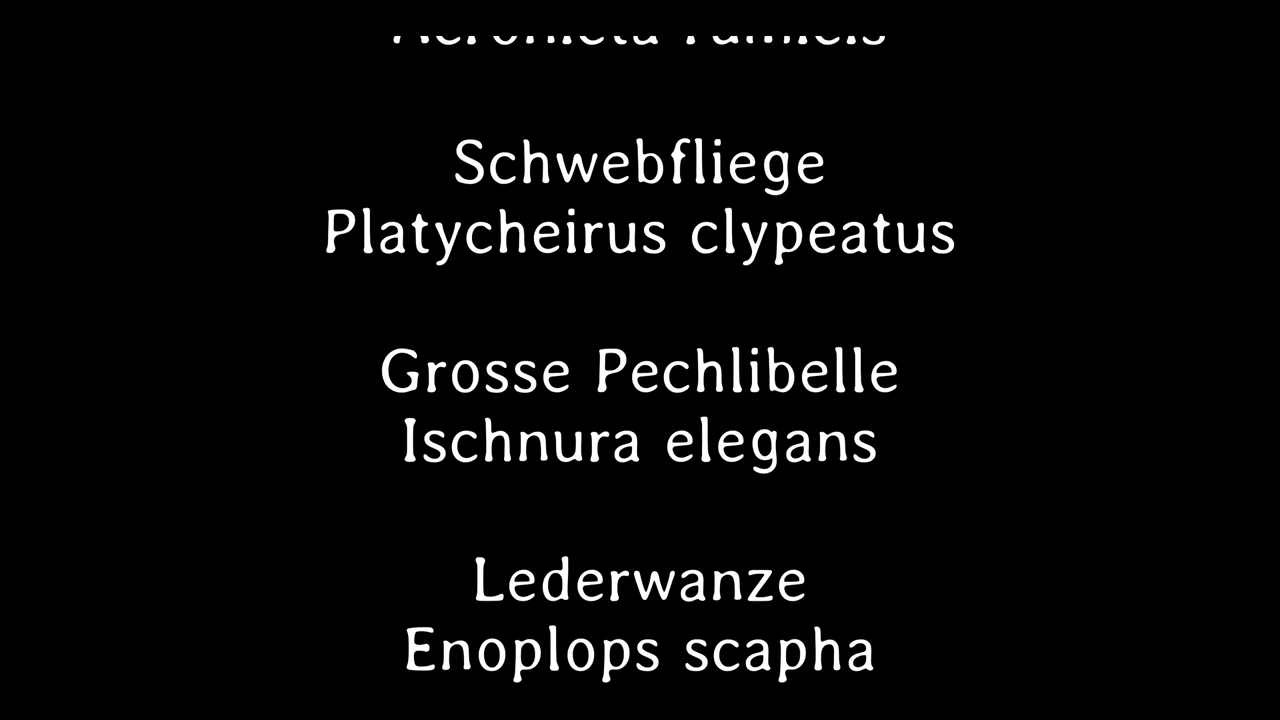 Schwebfliege
Platycheirus clypeatus
Grosse Pechlibelle
Ischnura elegans
Lederwanze
Enoplops scapha